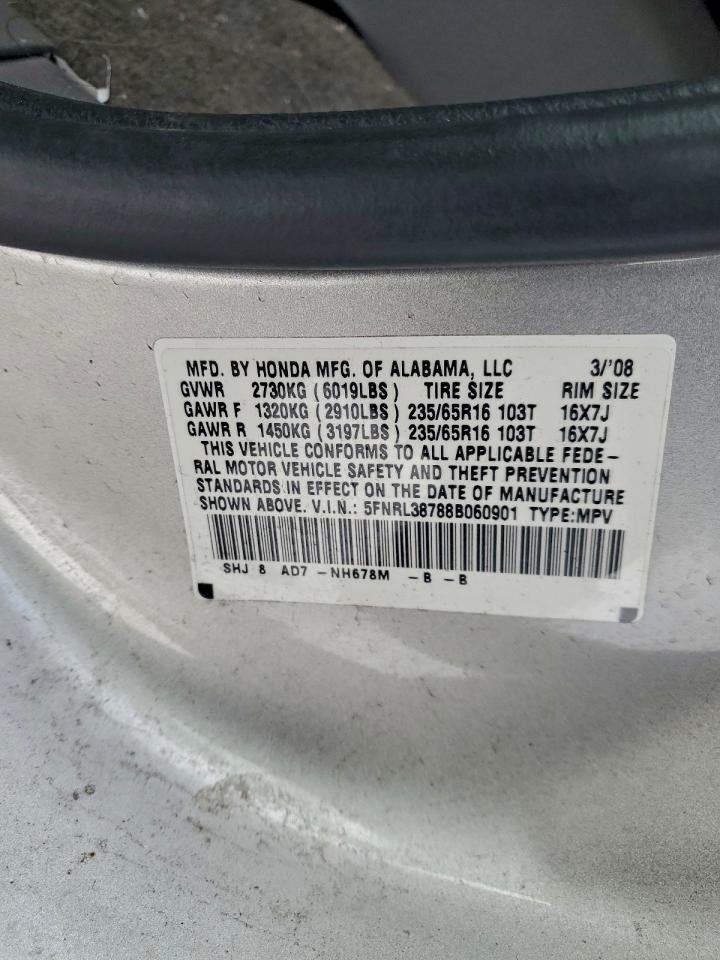 MFD. BY HONDA MFG. OF ALABAMA, LLC 3/'08
GVWR 2730KG (6019LBS) TIRE SIZE RIM SIZE
GAWR F 1320KG (2910LBS) 235/65R16 103T 16X7J
GAWR R 1450KG (3197LBS) 235/65R16 103T 16X7J
THIS VEHICLE CONFORMS TO ALL APPLICABLE FEDE-
RAL MOTOR VEHICLE SAFETY AND THEFT PREVENTION
STANDARDS IN EFFECT ON THE DATE OF MANUFACTURE
SHOWN ABOVE. V.I.N.: 5FNRL38788B060901 TYPE:MPV
SHJ 8 AD7 -NH678M -B -B